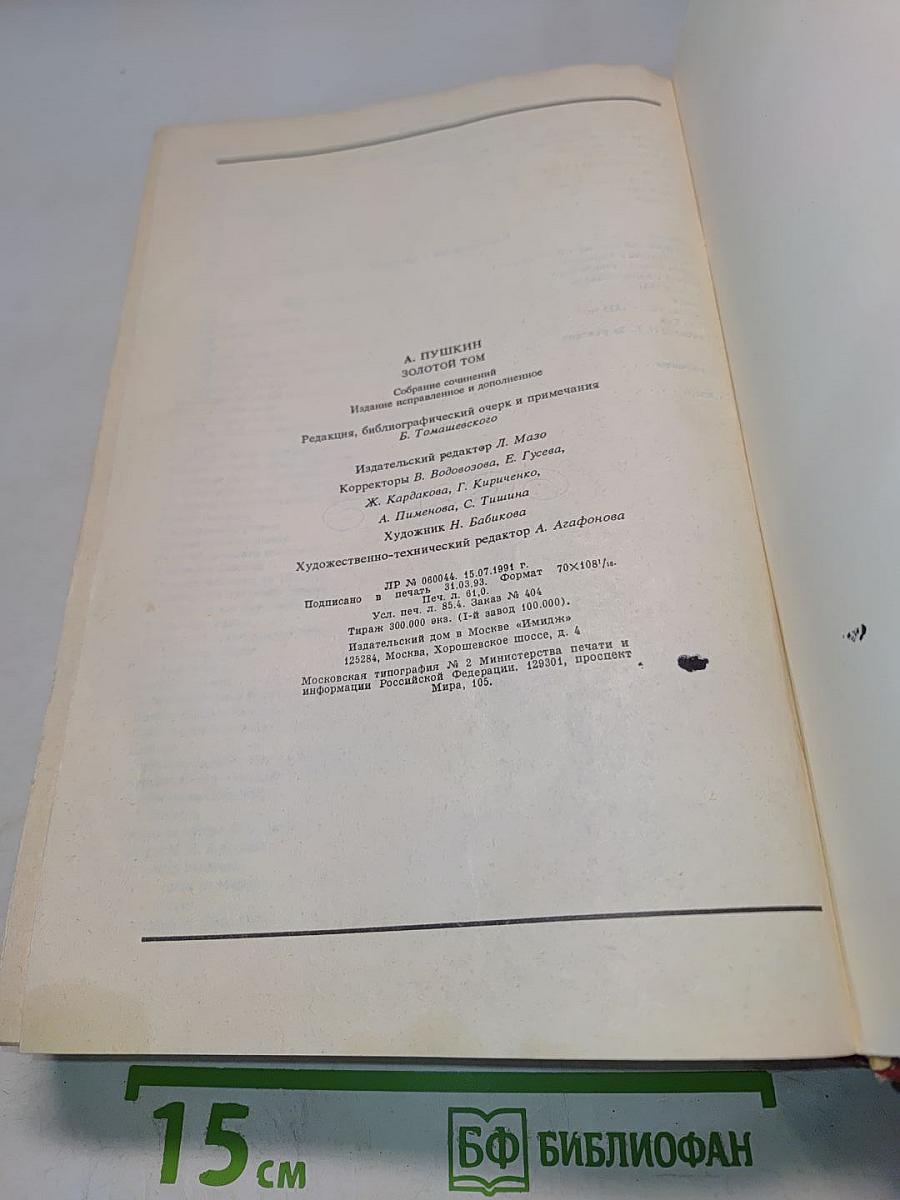 А. ПУШКИН
ЗОЛОТОЙ ТОМ
Собрание сочинений
Издание исправленное и дополненное
Редакция, библиографический очерк и примечания
Б. Томашевского
Издательский редактор Л. Мазо
Корректоры В. Водовозова, Е. Гусева,
Ж. Кардакова, Г. Кириченко,
А. Пименова, С. Тишина
Художник Н. Бабикова
Художественно-технический редактор А. Агафонова
ЛР № 060044. 15.07.1991 г.
Подписано в печать 31.03.93. Формат 70×108¹/₁₆.
Печ. л. 61,0.
Усл. печ. л. 85.4. Заказ № 404
Тираж 300.000 экз. (I-й завод 100.000).
Издательский дом в Москве «Имидж»
125284, Москва, Хорошевское шоссе, д. 4
Московская типография № 2 Министерства печати и
информации Российской Федерации. 129301, проспект
Мира, 105.
15 см
БФ БИБЛИОФАН